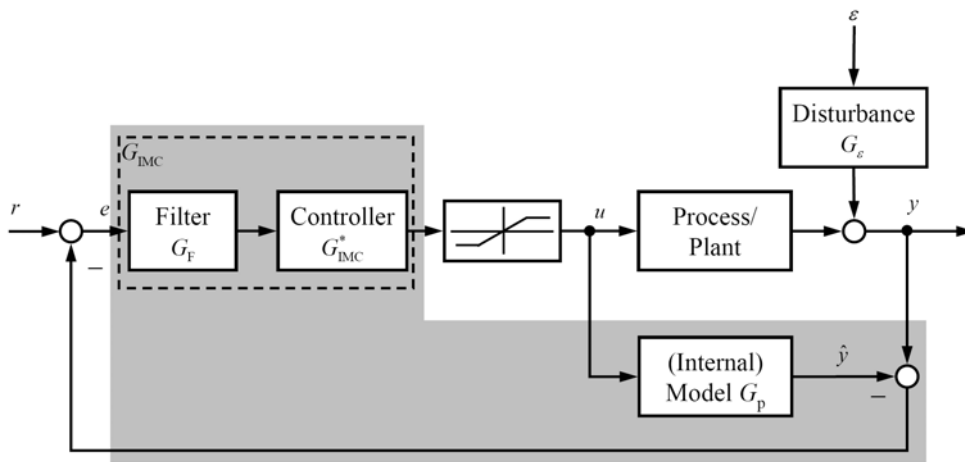 ε
Disturbance
G_ε
G_IMC
r
e
Filter
G_F
Controller
G*_IMC
u
Process/
Plant
y
−
(Internal)
Model G_p
ŷ
−